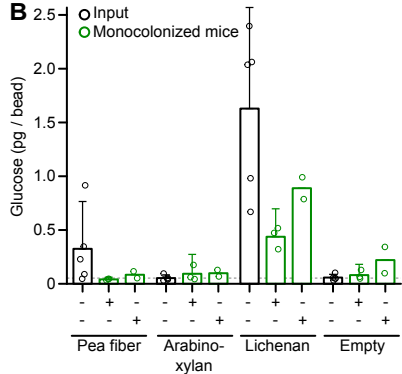 B
Input
Monocolonized mice
Glucose (pg / bead)
2.5
2.0
1.5
1.0
0.5
0
- + - - + - - + - - + -
- - + - - + - - + - - +
Pea fiber Arabino- Lichenan Empty
xylan